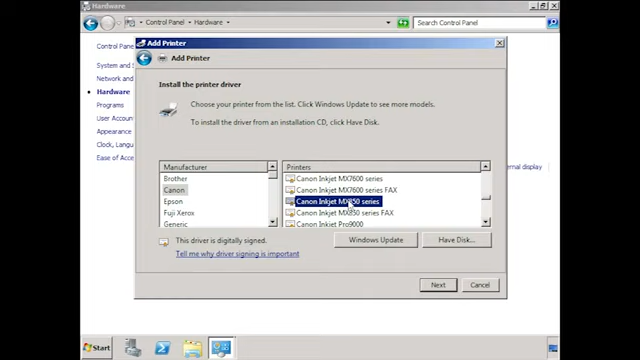 Hardware
Control Panel
Hardware
Search Control Panel
Control Pan
System and
Network and
Hardware
Programs
User Accoun
Appearance
Clock, Lang
Ease of Acce
xternal display
Add Printer
Add Printer
Install the printer driver
Choose your printer from the list. Click Windows Update to see more models.
To install the driver from an installation CD, click Have Disk.
Manufacturer
Brother
Canon
Epson
Fuji Xerox
Generic
Printers
Canon Inkjet MX7600 series
Canon Inkjet MX7600 series FAX
Canon Inkjet MX850 series
Canon Inkjet MX850 series FAX
Canon Inkjet Pro9000
This driver is digitally signed.
Tell me why driver signing is important
Windows Update
Have Disk...
Next
Cancel
Start